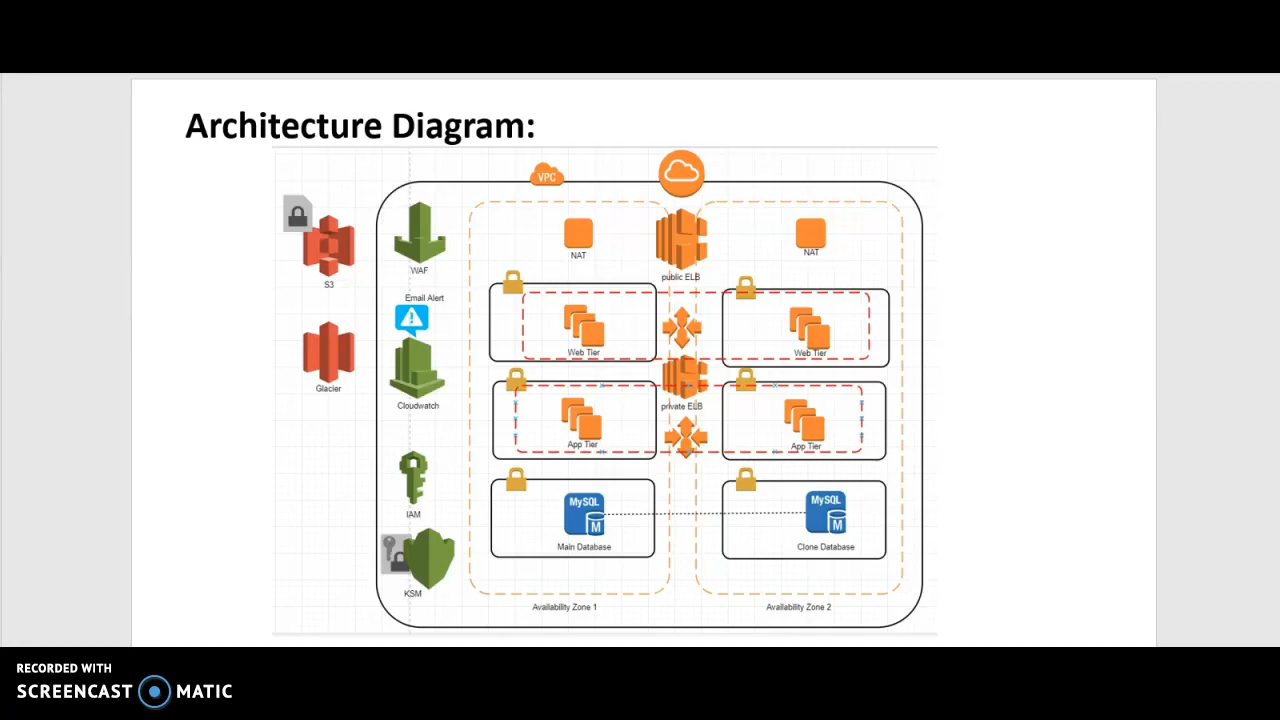 Architecture Diagram:
VPC
S3
WAF
NAT
public ELB
NAT
Email Alert
Web Tier
Web Tier
Glacier
Cloudwatch
private ELB
App Tier
App Tier
IAM
MySQL
M
Main Database
MySQL
M
Clone Database
KSM
Availability Zone 1
Availability Zone 2
RECORDED WITH
SCREENCAST MATIC